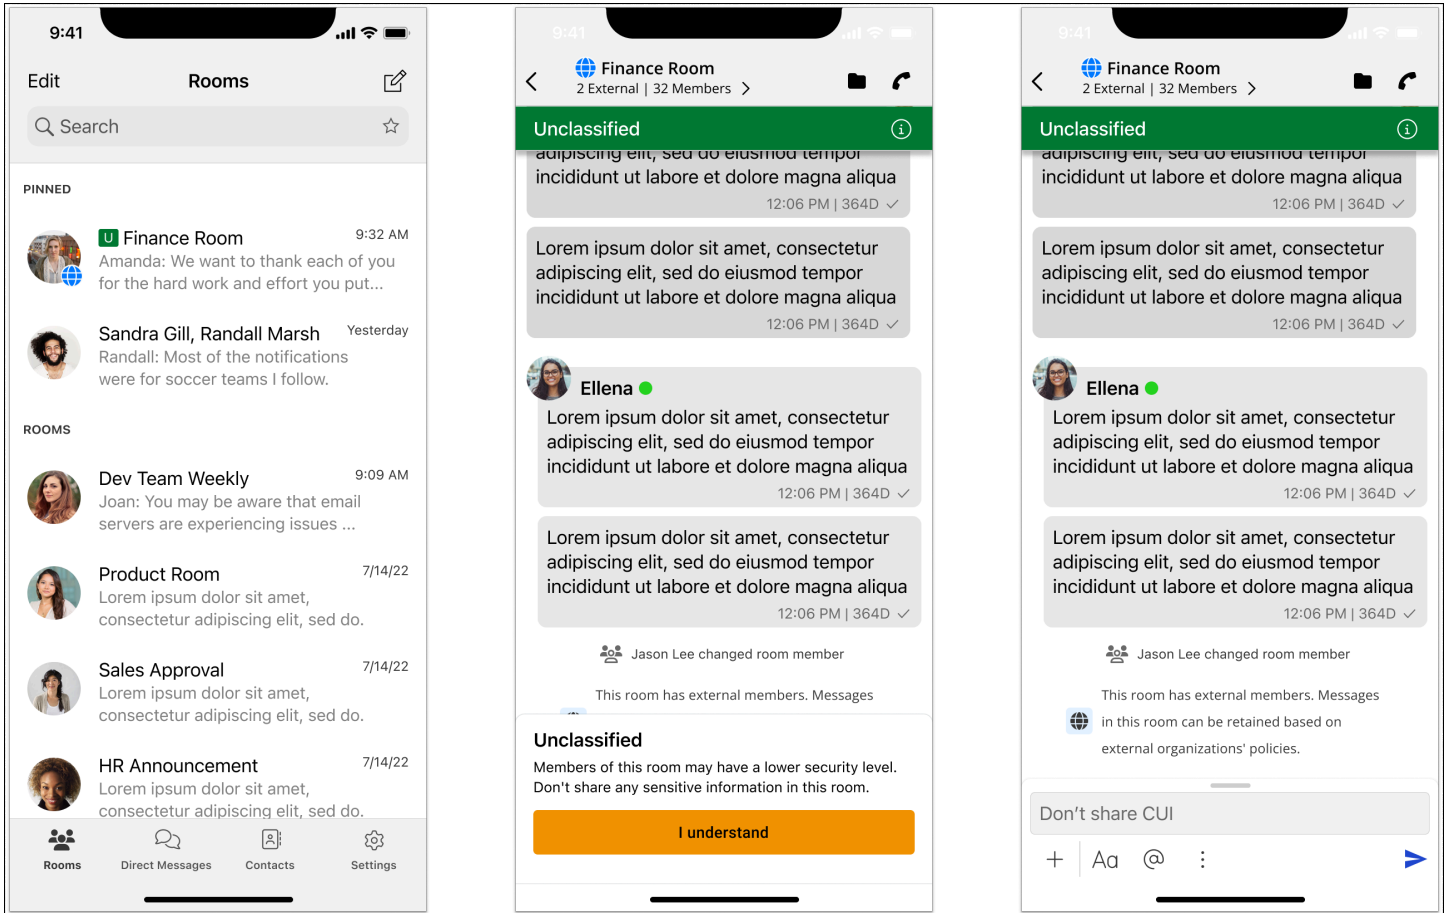 9:41
Edit
Rooms
Search
PINNED
U Finance Room
9:32 AM
Amanda: We want to thank each of you
for the hard work and effort you put...
Sandra Gill, Randall Marsh
Yesterday
Randall: Most of the notifications
were for soccer teams I follow.
ROOMS
Dev Team Weekly
9:09 AM
Joan: You may be aware that email
servers are experiencing issues ...
Product Room
7/14/22
Lorem ipsum dolor sit amet,
consectetur adipiscing elit, sed do.
Sales Approval
7/14/22
Lorem ipsum dolor sit amet,
consectetur adipiscing elit, sed do.
HR Announcement
7/14/22
Lorem ipsum dolor sit amet,
consectetur adipiscing elit, sed do.
Rooms
Direct Messages
Contacts
Settings
9:41
Finance Room
2 External | 32 Members
Unclassified
adipiscing elit, sed do eiusmod tempor
incididunt ut labore et dolore magna aliqua
12:06 PM | 364D
Lorem ipsum dolor sit amet, consectetur
adipiscing elit, sed do eiusmod tempor
incididunt ut labore et dolore magna aliqua
12:06 PM | 364D
Ellena
Lorem ipsum dolor sit amet, consectetur
adipiscing elit, sed do eiusmod tempor
incididunt ut labore et dolore magna aliqua
12:06 PM | 364D
Lorem ipsum dolor sit amet, consectetur
adipiscing elit, sed do eiusmod tempor
incididunt ut labore et dolore magna aliqua
12:06 PM | 364D
Jason Lee changed room member
This room has external members. Messages
Unclassified
Members of this room may have a lower security level.
Don't share any sensitive information in this room.
I understand
9:41
Finance Room
2 External | 32 Members
Unclassified
adipiscing elit, sed do eiusmod tempor
incididunt ut labore et dolore magna aliqua
12:06 PM | 364D
Lorem ipsum dolor sit amet, consectetur
adipiscing elit, sed do eiusmod tempor
incididunt ut labore et dolore magna aliqua
12:06 PM | 364D
Ellena
Lorem ipsum dolor sit amet, consectetur
adipiscing elit, sed do eiusmod tempor
incididunt ut labore et dolore magna aliqua
12:06 PM | 364D
Lorem ipsum dolor sit amet, consectetur
adipiscing elit, sed do eiusmod tempor
incididunt ut labore et dolore magna aliqua
12:06 PM | 364D
Jason Lee changed room member
This room has external members. Messages
in this room can be retained based on
external organizations' policies.
Don't share CUI
Aa @